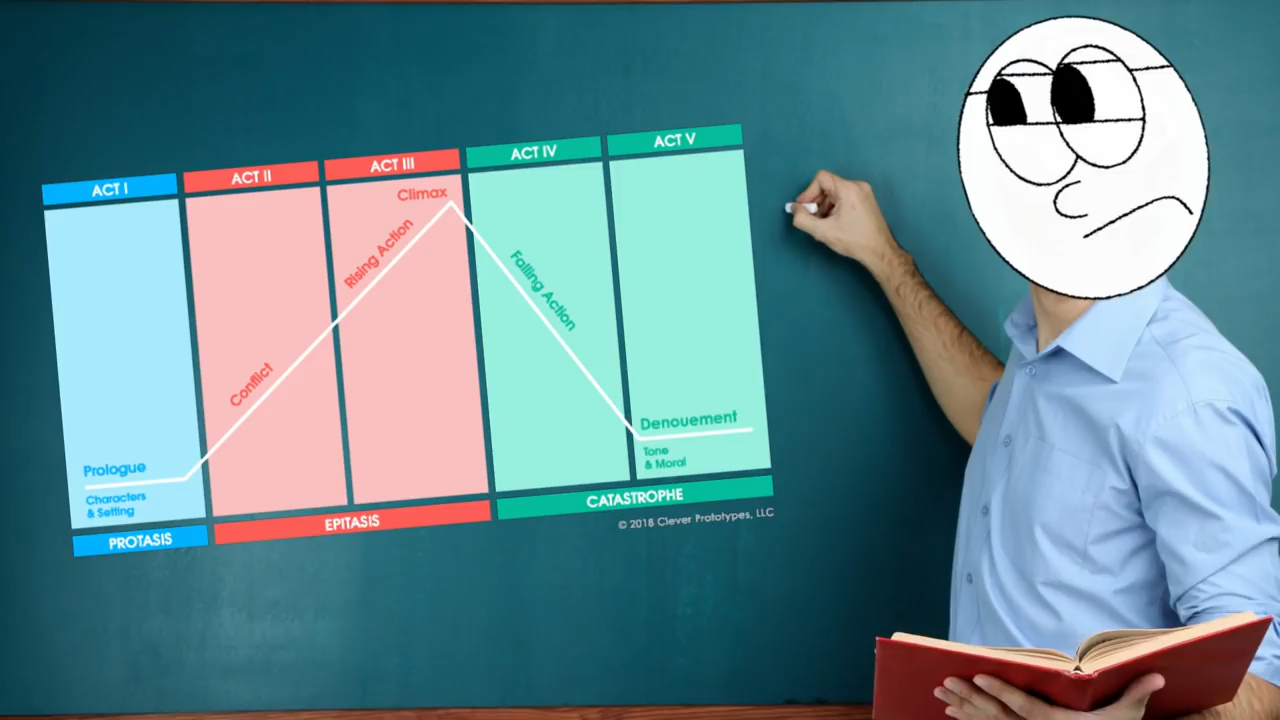 ACT I
ACT II
ACT III
ACT IV
ACT V
Climax
Rising Action
Falling Action
Conflict
Prologue
Characters
& Setting
Denouement
Tone
& Moral
PROTASIS
EPITASIS
CATASTROPHE
© 2018 Clever Prototypes, LLC